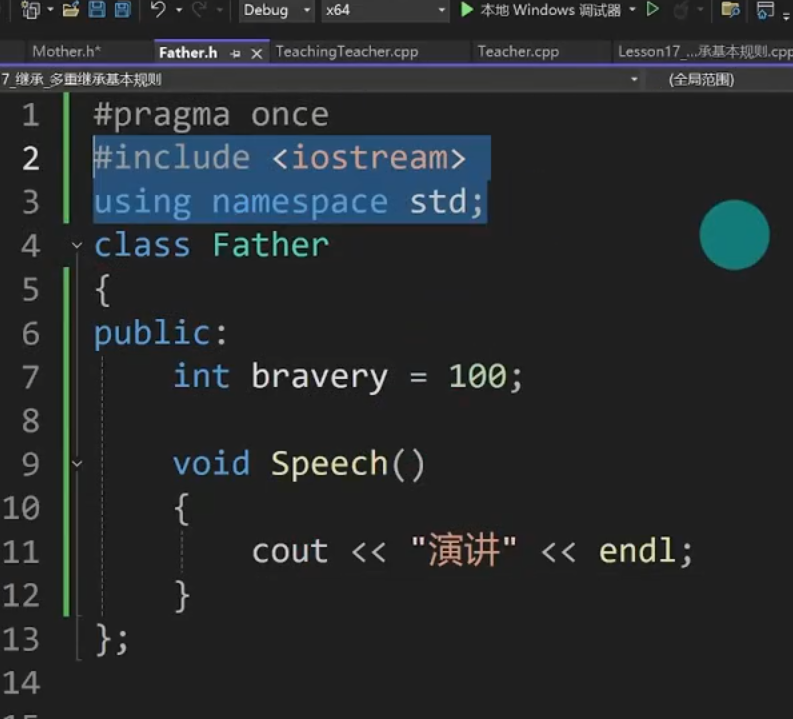 Debug x64 本地 Windows 调试器
Mother.h* Father.h TeachingTeacher.cpp Teacher.cpp Lesson17_...承基本规则.cpp
7_继承_多重继承基本规则 (全局范围)
1 #pragma once
2 #include <iostream>
3 using namespace std;
4 class Father
5 {
6 public:
7 int bravery = 100;
8
9 void Speech()
10 {
11 cout << "演讲" << endl;
12 }
13 };
14